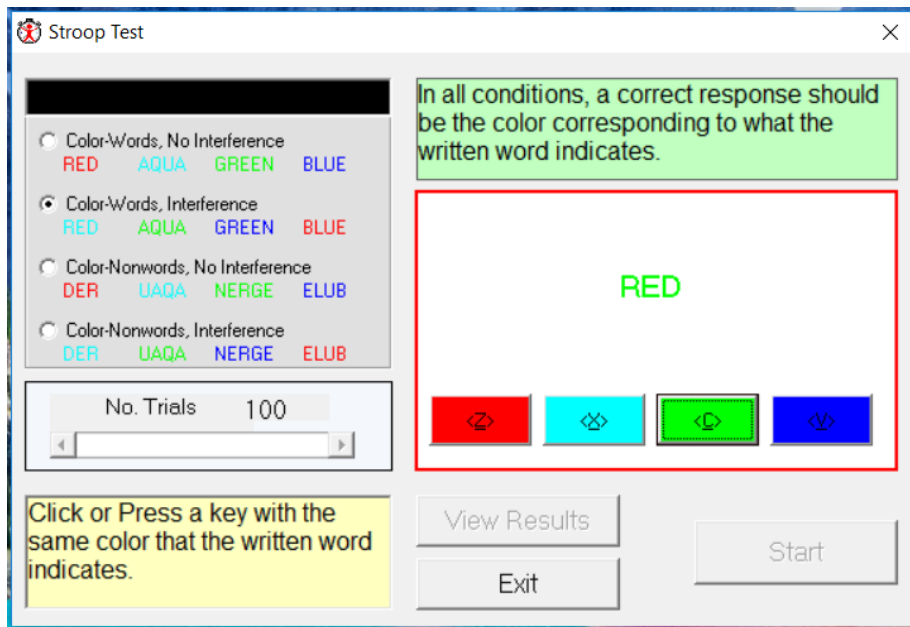 Stroop Test
Color-Words, No Interference
RED AQUA GREEN BLUE
Color-Words, Interference
RED AQUA GREEN BLUE
Color-Nonwords, No Interference
DER UAQA NERGE ELUB
Color-Nonwords, Interference
DER UAQA NERGE ELUB
No. Trials 100
Click or Press a key with the
same color that the written word
indicates.
In all conditions, a correct response should
be the color corresponding to what the
written word indicates.
RED
<Z> <X> <C> <V>
View Results
Start
Exit